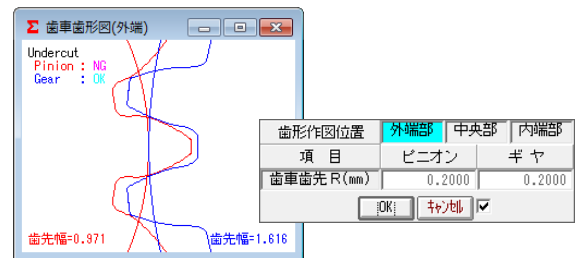 Σ 歯車歯形図(外端)
Undercut
Pinion : NG
Gear : OK
歯先幅=0.971
歯先幅=1.616
歯形作図位置 外端部 中央部 内端部
項 目 ピニオン ギ ヤ
歯車歯先R(mm) 0.2000 0.2000
OK キャンセル